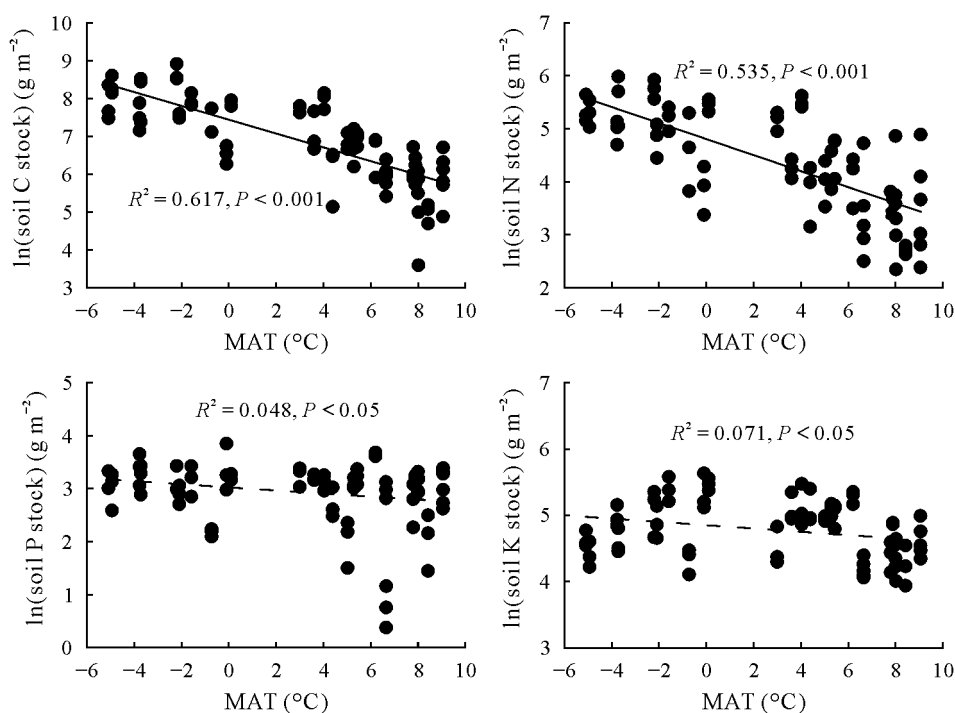 10
9
8
7
6
5
4
3
ln(soil C stock) (g m⁻²)
R² = 0.617, P < 0.001
−6 −4 −2 0 2 4 6 8 10
MAT (°C)
6
5
4
3
2
ln(soil N stock) (g m⁻²)
R² = 0.535, P < 0.001
−6 −4 −2 0 2 4 6 8 10
MAT (°C)
5
4
3
2
1
0
ln(soil P stock) (g m⁻²)
R² = 0.048, P < 0.05
−6 −4 −2 0 2 4 6 8 10
MAT (°C)
7
6
5
4
3
ln(soil K stock) (g m⁻²)
R² = 0.071, P < 0.05
−6 −4 −2 0 2 4 6 8 10
MAT (°C)